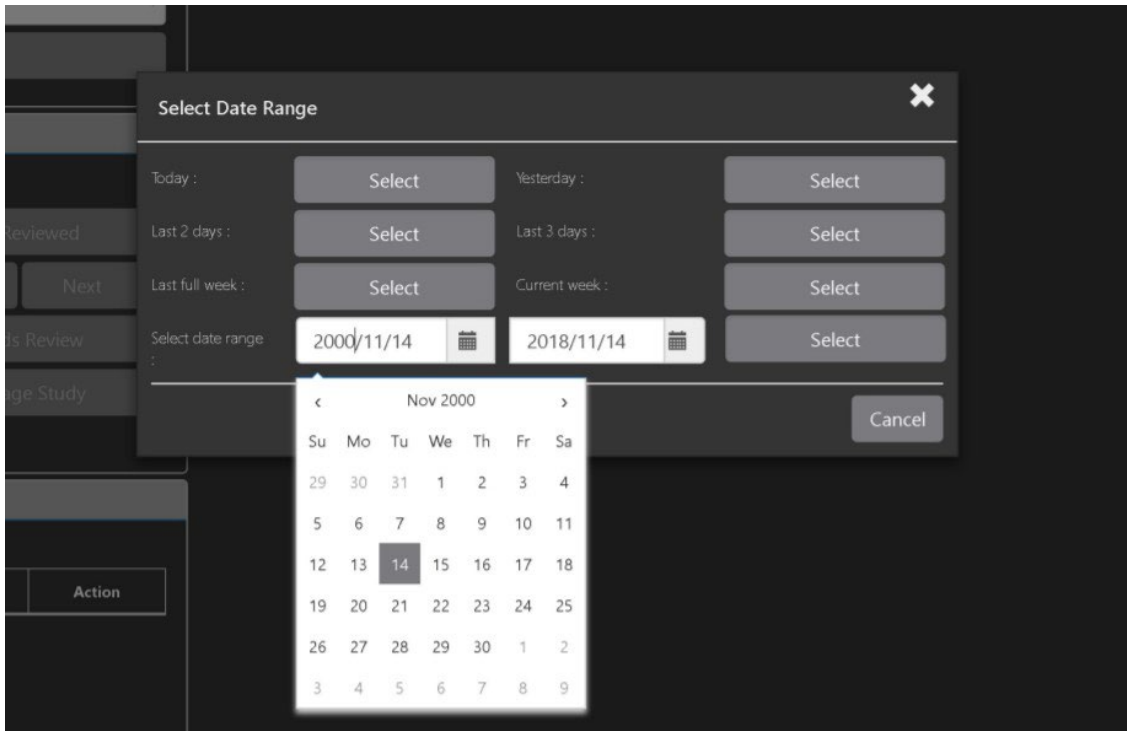 Select Date Range
Today : Select Yesterday : Select
Last 2 days : Select Last 3 days : Select
Reviewed
Last full week : Select Current week : Select
Next
Select date range : 2000/11/14 2018/11/14 Select
Review
Study
Cancel
‹ Nov 2000 ›
Su Mo Tu We Th Fr Sa
29 30 31 1 2 3 4
5 6 7 8 9 10 11
12 13 14 15 16 17 18
Action
19 20 21 22 23 24 25
26 27 28 29 30 1 2
3 4 5 6 7 8 9